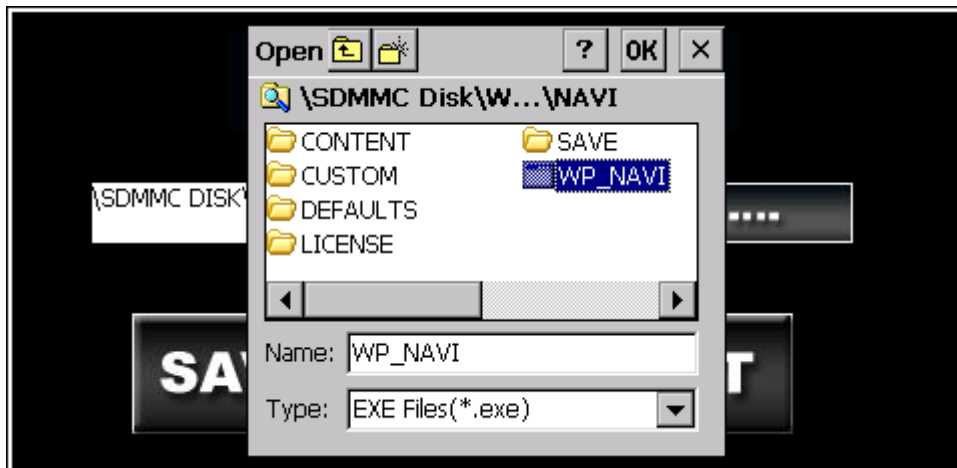 Open ? OK ×
\SDMMC Disk\W...\NAVI
CONTENT SAVE
CUSTOM WP_NAVI
\SDMMC DISK\
DEFAULTS
....
LICENSE
Name: WP_NAVI
SA T
Type: EXE Files(*.exe)